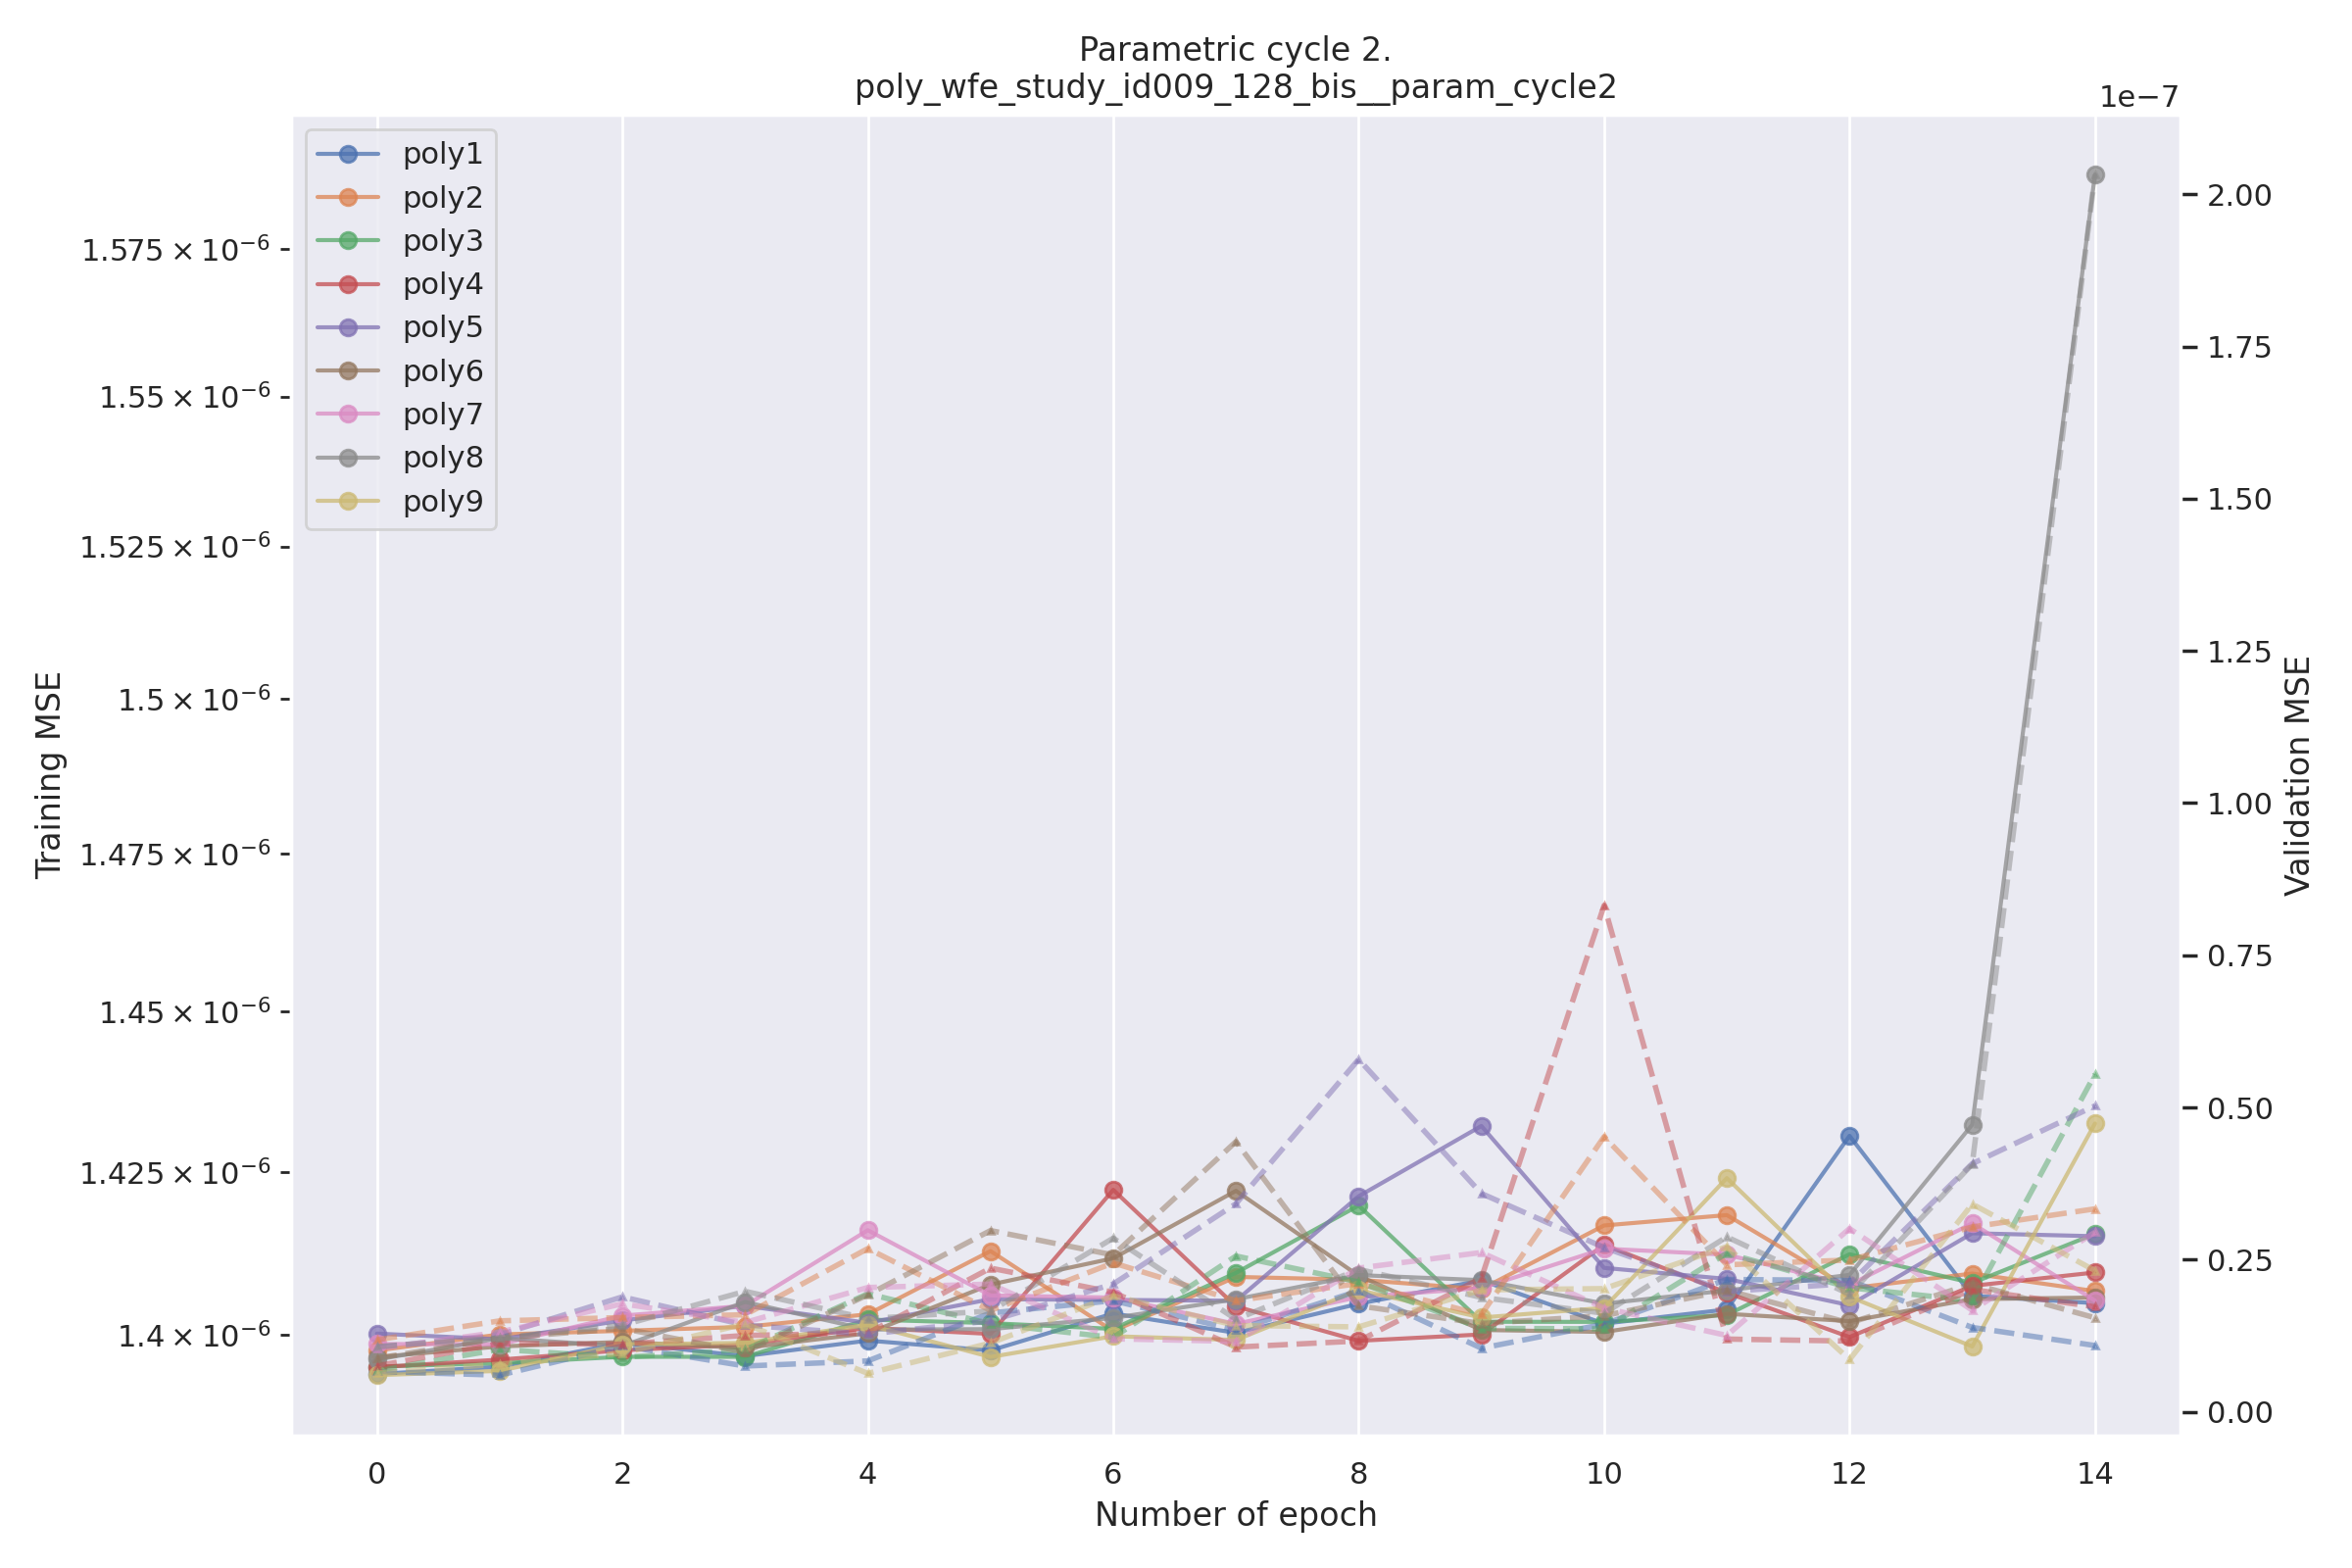 Parametric cycle 2.
poly_wfe_study_id009_128_bis__param_cycle2
1e−7
poly1
poly2
poly3
poly4
poly5
poly6
poly7
poly8
poly9
Training MSE
1.575 × 10⁻⁶
1.55 × 10⁻⁶
1.525 × 10⁻⁶
1.5 × 10⁻⁶
1.475 × 10⁻⁶
1.45 × 10⁻⁶
1.425 × 10⁻⁶
1.4 × 10⁻⁶
2.00
1.75
1.50
1.25
1.00
0.75
0.50
0.25
0.00
Validation MSE
0 2 4 6 8 10 12 14
Number of epoch